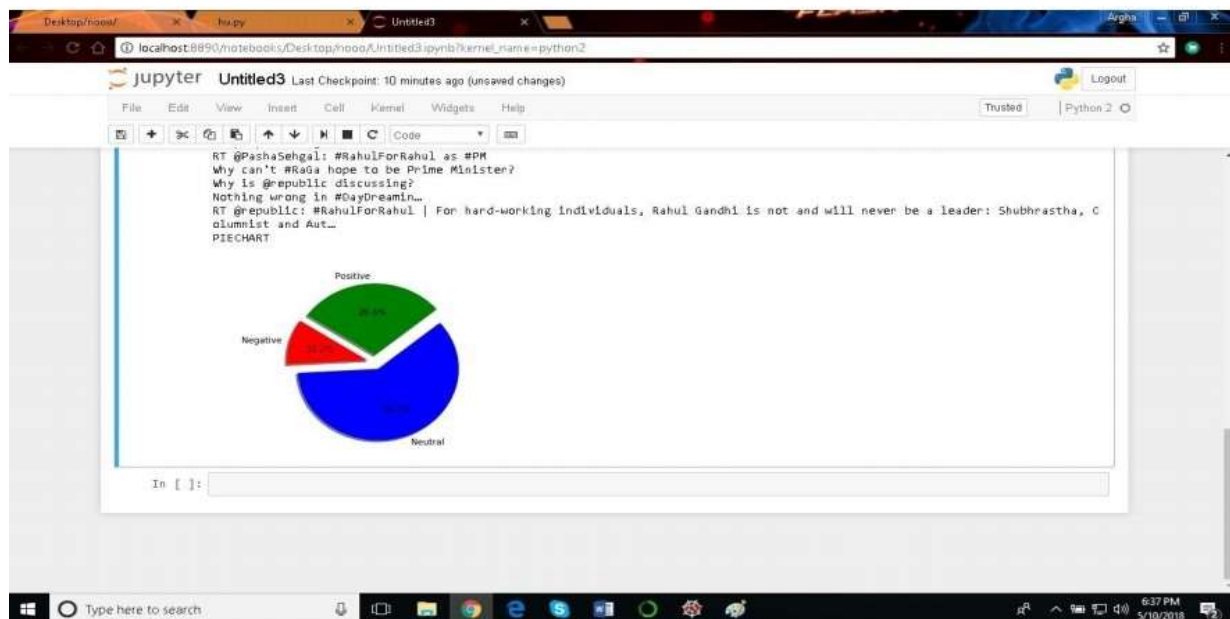 Desktop/nooo/
hu.py
Untitled3
Argha
localhost:8890/notebooks/Desktop/nooo/Untitled3.ipynb?kernel_name=python2
jupyter Untitled3 Last Checkpoint: 10 minutes ago (unsaved changes)
Logout
File Edit View Insert Cell Kernel Widgets Help
Trusted
Python 2
Code
RT @PashaSehgal: #RahulForRahul as #PM
Why can't #RaGa hope to be Prime Minister?
Why is @republic discussing?
Nothing wrong in #DayDreamin…
RT @republic: #RahulForRahul | For hard-working individuals, Rahul Gandhi is not and will never be a leader: Shubhrastha, C
olumnist and Aut…
PIECHART
Positive
Negative
Neutral
In [ ]:
Type here to search
6:37 PM
5/10/2018